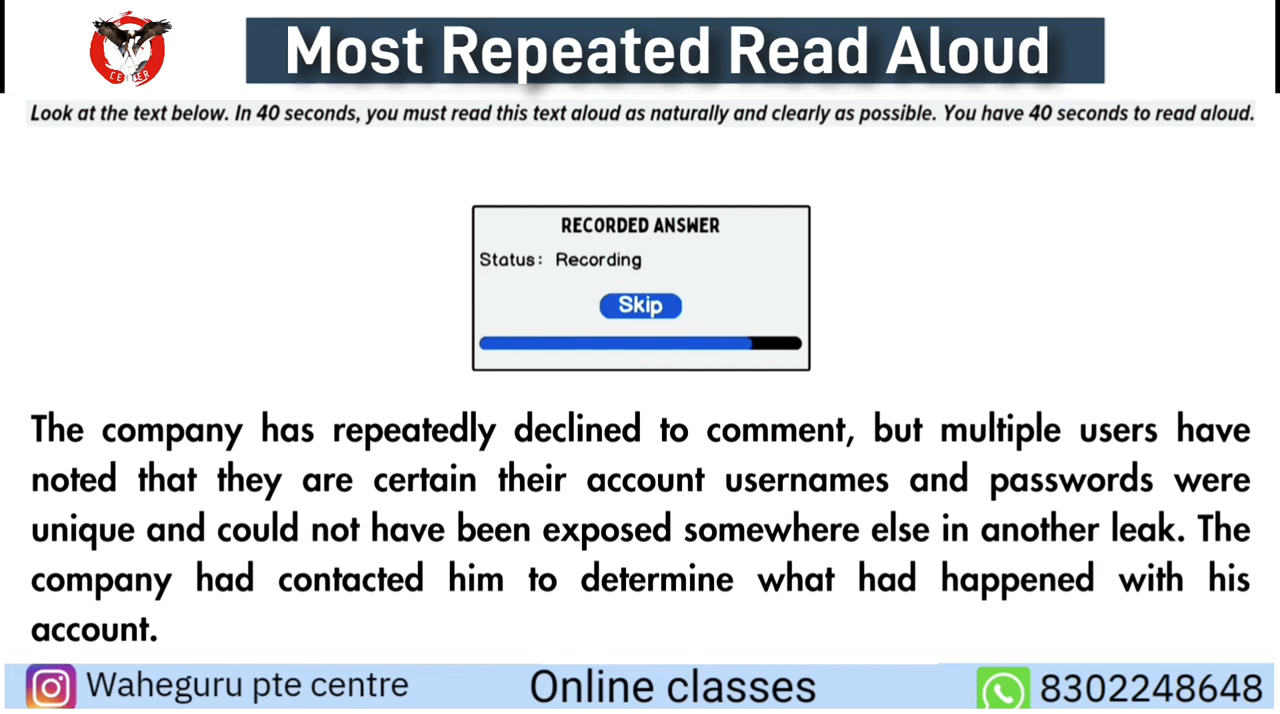 CENTER
Most Repeated Read Aloud
Look at the text below. In 40 seconds, you must read this text aloud as naturally and clearly as possible. You have 40 seconds to read aloud.
RECORDED ANSWER
Status: Recording
Skip
The company has repeatedly declined to comment, but multiple users have
noted that they are certain their account usernames and passwords were
unique and could not have been exposed somewhere else in another leak. The
company had contacted him to determine what had happened with his
account.
Waheguru pte centre
Online classes
8302248648